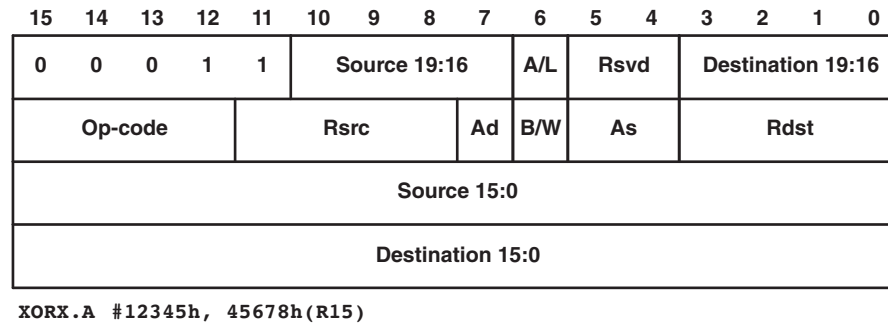 15 14 13 12 11 10 9 8 7 6 5 4 3 2 1 0
0 0 0 1 1 Source 19:16 A/L Rsvd Destination 19:16
Op-code Rsrc Ad B/W As Rdst
Source 15:0
Destination 15:0
XORX.A #12345h, 45678h(R15)